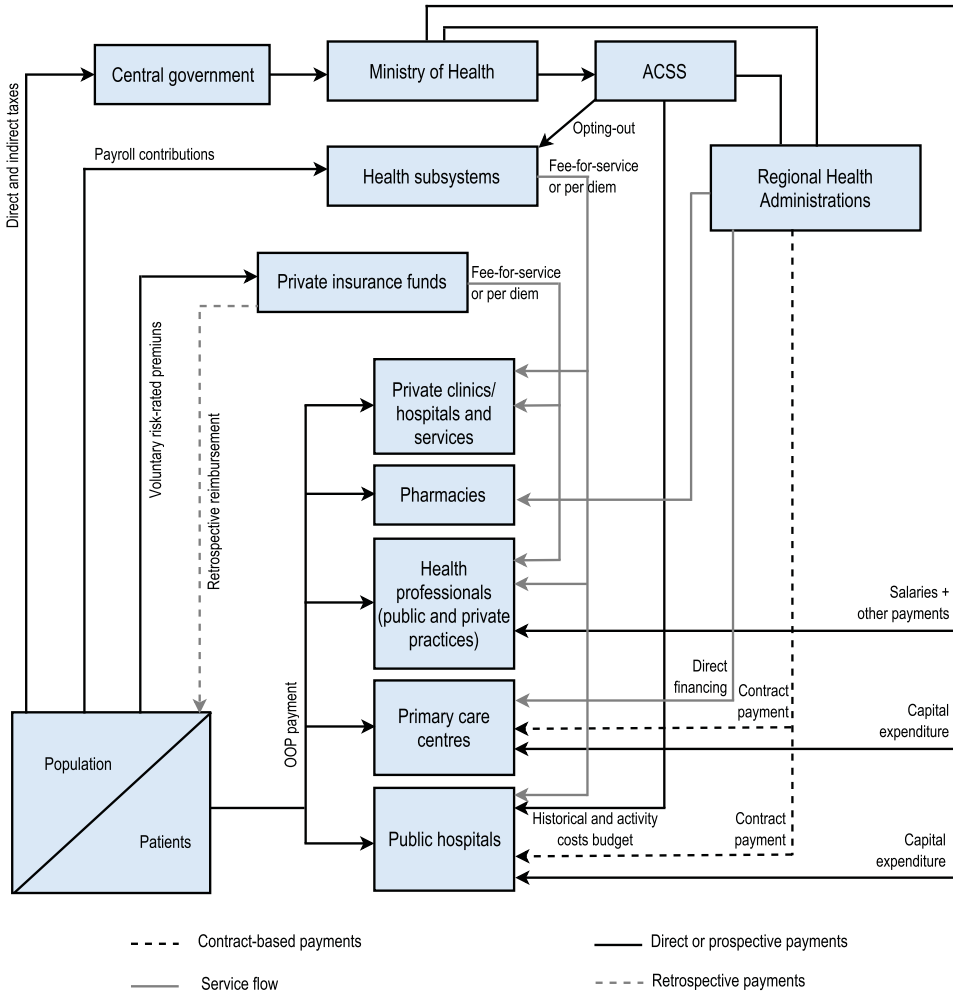 Central government
Ministry of Health
ACSS
Direct and indirect taxes
Opting-out
Payroll contributions
Health subsystems
Fee-for-service
or per diem
Regional Health
Administrations
Private insurance funds
Fee-for-service
or per diem
Voluntary risk-rated premiuns
Retrospective reimbursement
Private clinics/
hospitals and
services
Pharmacies
Health
professionals
(public and private
practices)
Salaries +
other payments
Direct
financing
Contract
payment
Primary care
centres
Capital
expenditure
OOP payment
Population
Patients
Public hospitals
Historical and activity
costs budget
Contract
payment
Capital
expenditure
Contract-based payments
Direct or prospective payments
Service flow
Retrospective payments